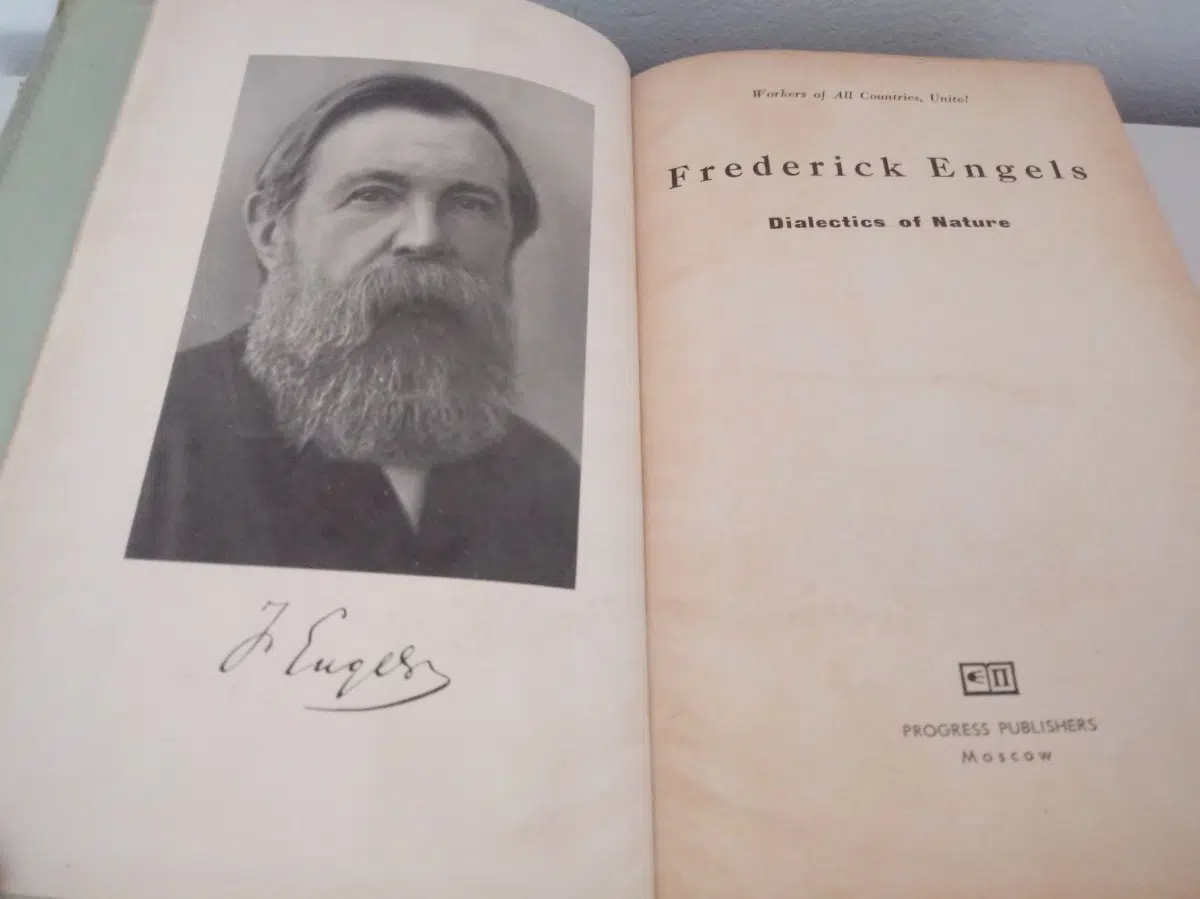 F Engels
Workers of All Countries, Unite!
Frederick Engels
Dialectics of Nature
П
PROGRESS PUBLISHERS
Moscow